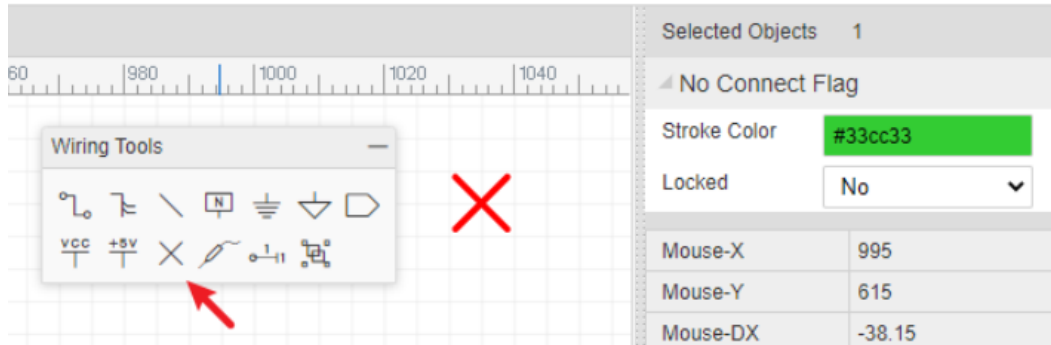 Selected Objects 1
60 980 1000 1020 1040
No Connect Flag
Wiring Tools
Stroke Color #33cc33
Locked No
N
VCC +5V 1
Mouse-X 995
Mouse-Y 615
Mouse-DX -38.15